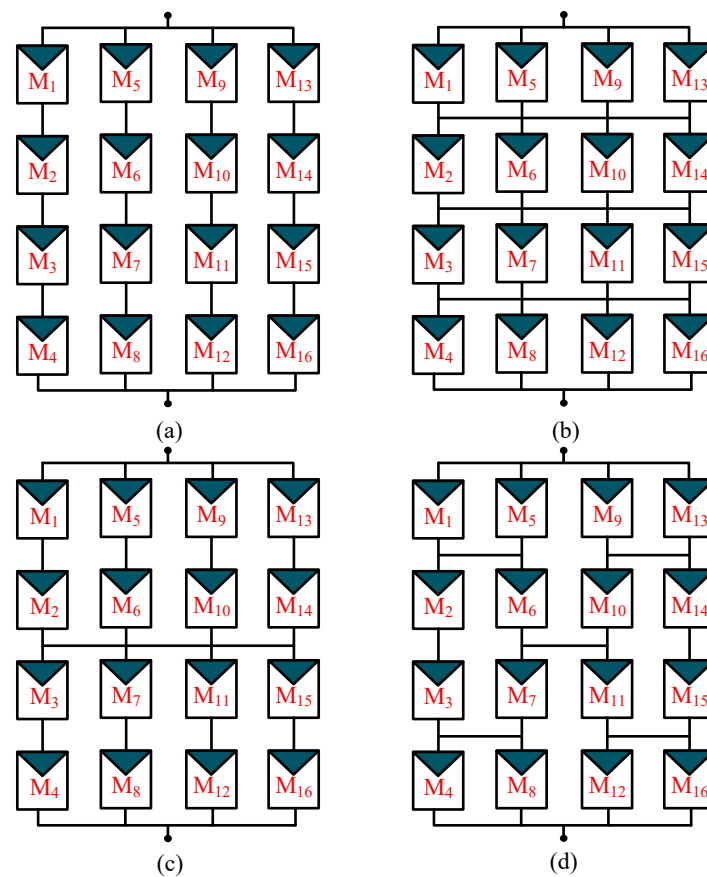 M₁ M₅ M₉ M₁₃
M₂ M₆ M₁₀ M₁₄
M₃ M₇ M₁₁ M₁₅
M₄ M₈ M₁₂ M₁₆
(a)
M₁ M₅ M₉ M₁₃
M₂ M₆ M₁₀ M₁₄
M₃ M₇ M₁₁ M₁₅
M₄ M₈ M₁₂ M₁₆
(b)
M₁ M₅ M₉ M₁₃
M₂ M₆ M₁₀ M₁₄
M₃ M₇ M₁₁ M₁₅
M₄ M₈ M₁₂ M₁₆
(c)
M₁ M₅ M₉ M₁₃
M₂ M₆ M₁₀ M₁₄
M₃ M₇ M₁₁ M₁₅
M₄ M₈ M₁₂ M₁₆
(d)